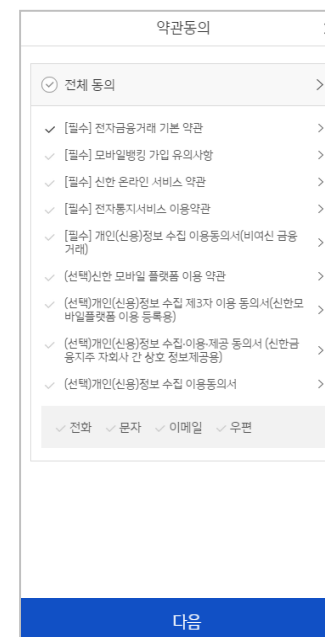 약관동의
전체 동의
[필수] 전자금융거래 기본 약관
[필수] 모바일뱅킹 가입 유의사항
[필수] 신한 온라인 서비스 약관
[필수] 전자통지서비스 이용약관
[필수] 개인(신용)정보 수집 이용동의서(비여신 금융
거래)
(선택)신한 모바일 플랫폼 이용 약관
(선택)개인(신용)정보 수집 제3자 이용 동의서(신한모
바일플랫폼 이용 등록용)
(선택)개인(신용)정보 수집·이용·제공 동의서 (신한금
융지주 자회사 간 상호 정보제공용)
(선택)개인(신용)정보 수집 이용동의서
전화 문자 이메일 우편
다음